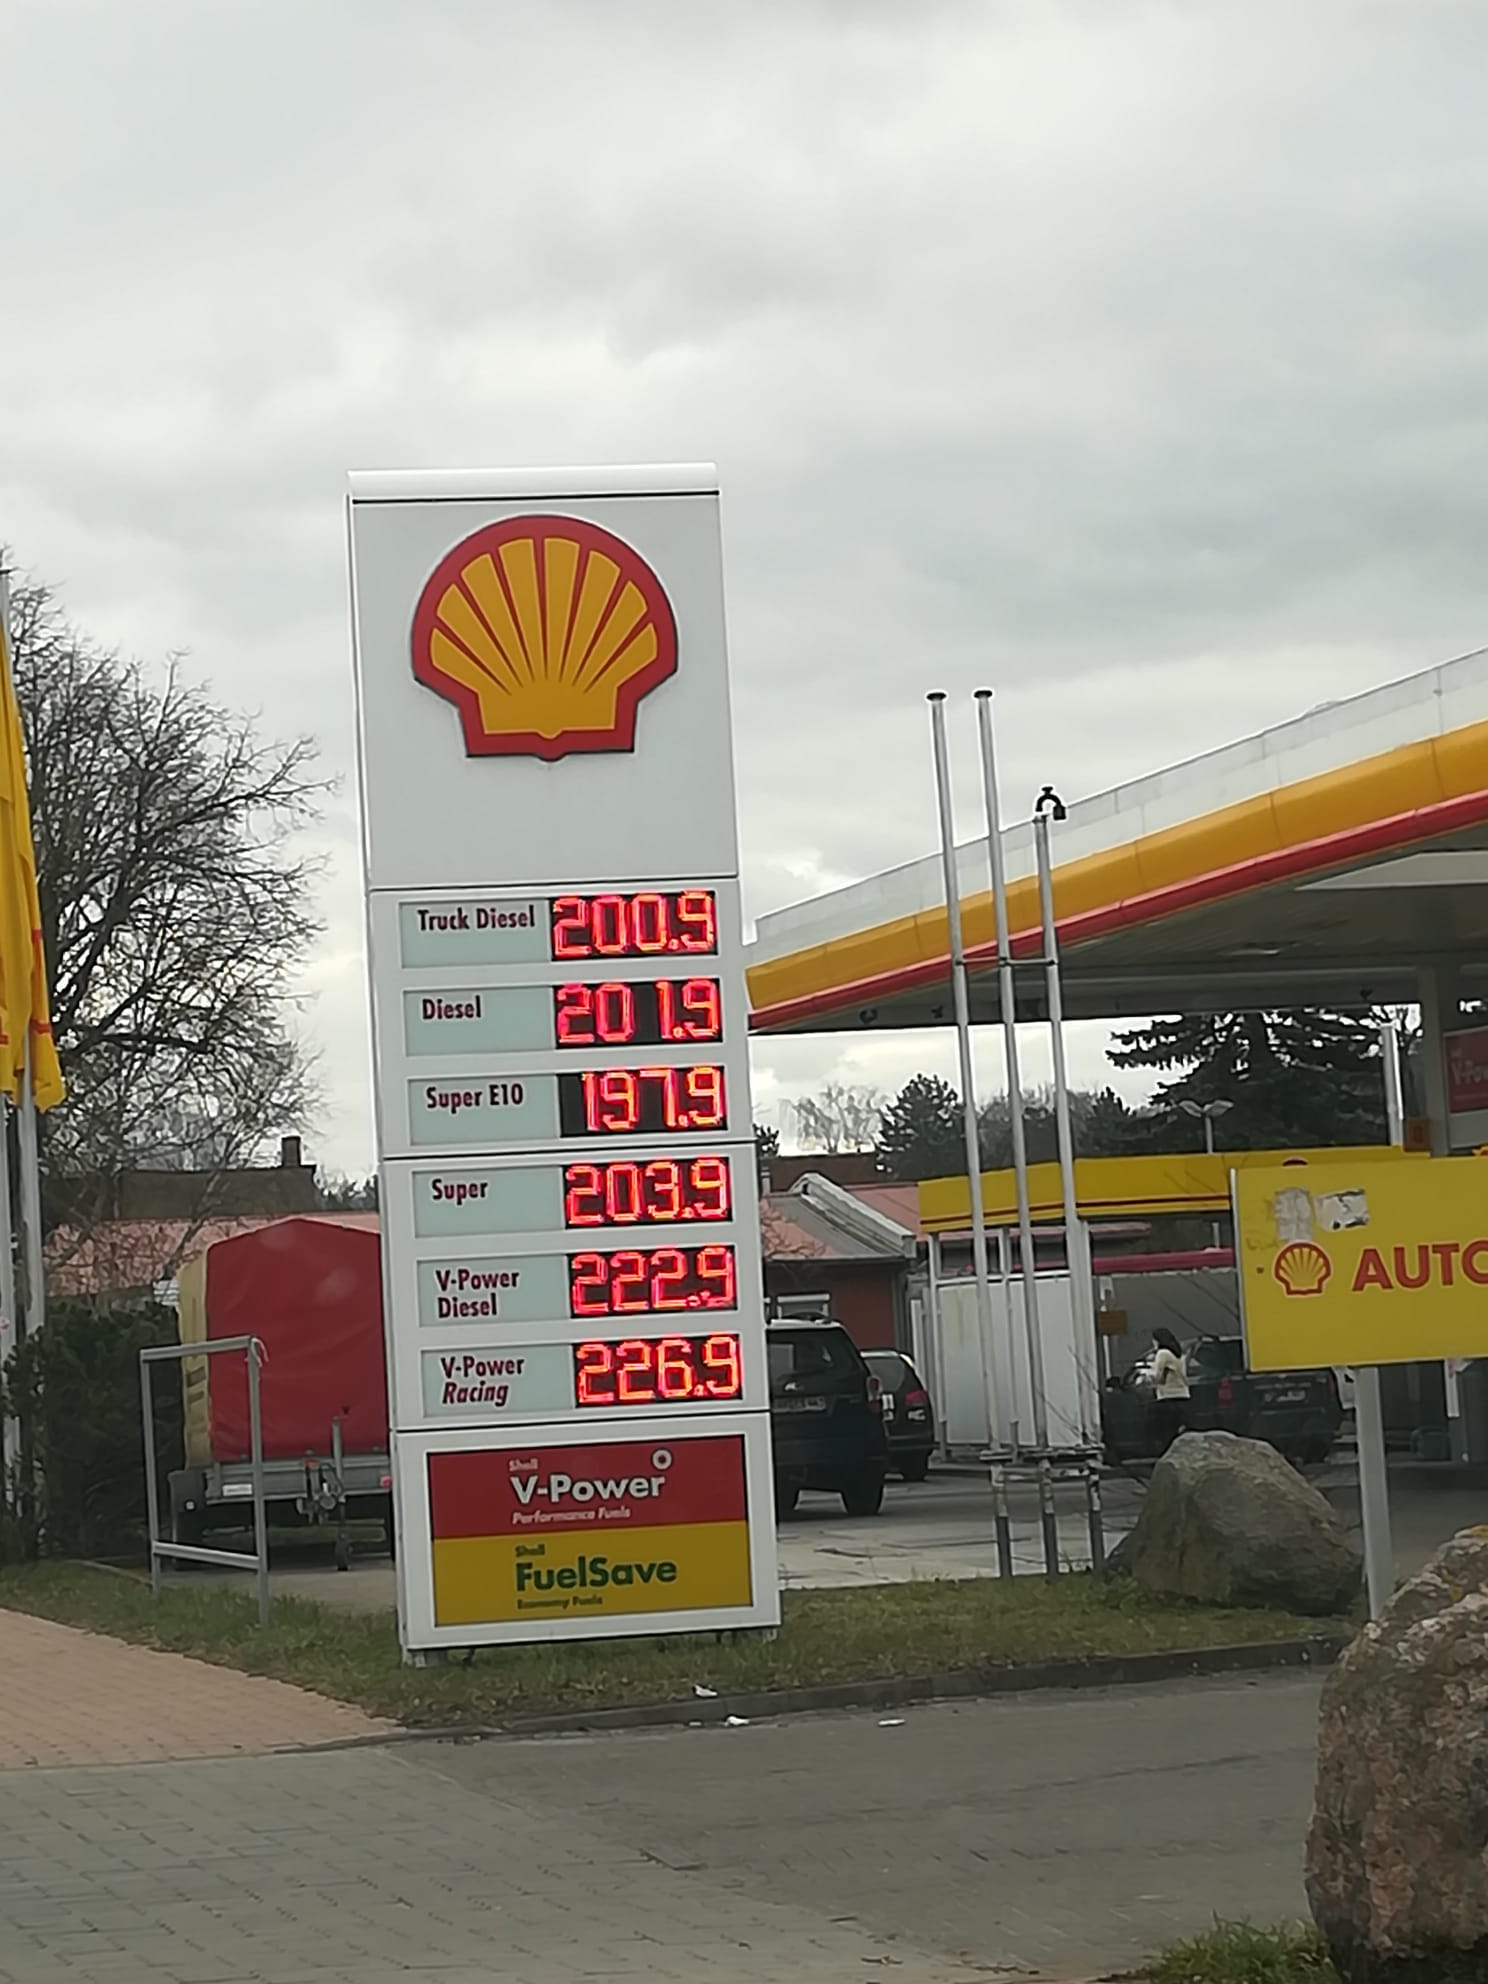 Truck Diesel 200.9
Diesel 201.9
Super E10 197.9
Super 203.9
V-Power
Diesel 222.9
V-Power
Racing 226.9
Shell
V-Power
Performance Fuels
Shell
FuelSave
Economy Fuels
AUTO